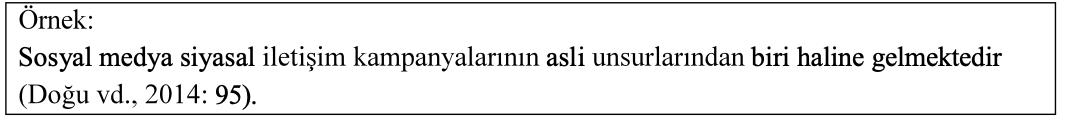 Örnek:
Sosyal medya siyasal iletişim kampanyalarının asli unsurlarından biri haline gelmektedir
(Doğu vd., 2014: 95).